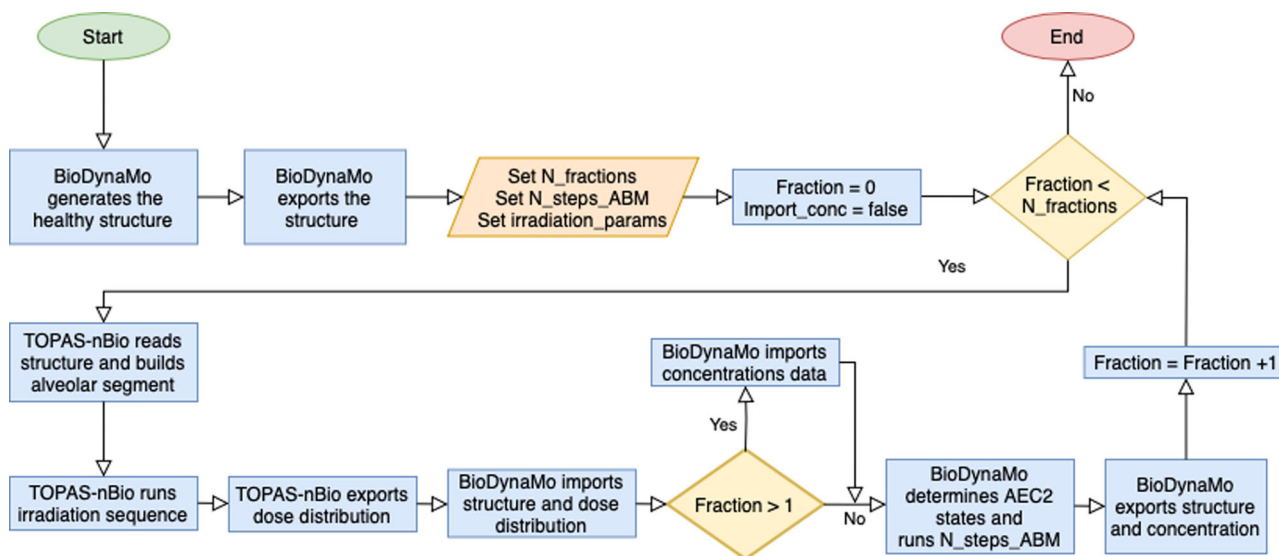 Start
End
No
BioDynaMo
generates the
healthy structure
BioDynaMo
exports the
structure
Set N_fractions
Set N_steps_ABM
Set irradiation_params
Fraction = 0
Import_conc = false
Fraction <
N_fractions
Yes
TOPAS-nBio reads
structure and builds
alveolar segment
BioDynaMo imports
concentrations data
Fraction = Fraction +1
Yes
TOPAS-nBio runs
irradiation sequence
TOPAS-nBio exports
dose distribution
BioDynaMo imports
structure and dose
distribution
Fraction > 1
No
BioDynaMo
determines AEC2
states and
runs N_steps_ABM
BioDynaMo
exports structure
and concentration